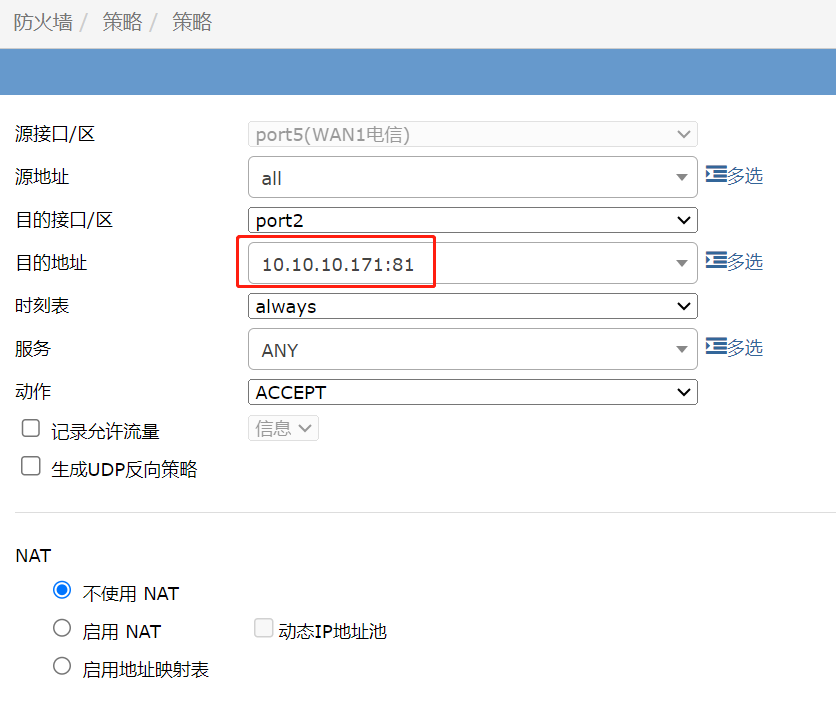 防火墙 / 策略 / 策略
源接口/区 port5(WAN1电信)
源地址 all 多选
目的接口/区 port2
目的地址 10.10.10.171:81 多选
时刻表 always
服务 ANY 多选
动作 ACCEPT
记录允许流量 信息
生成UDP反向策略
NAT
不使用 NAT
启用 NAT 动态IP地址池
启用地址映射表